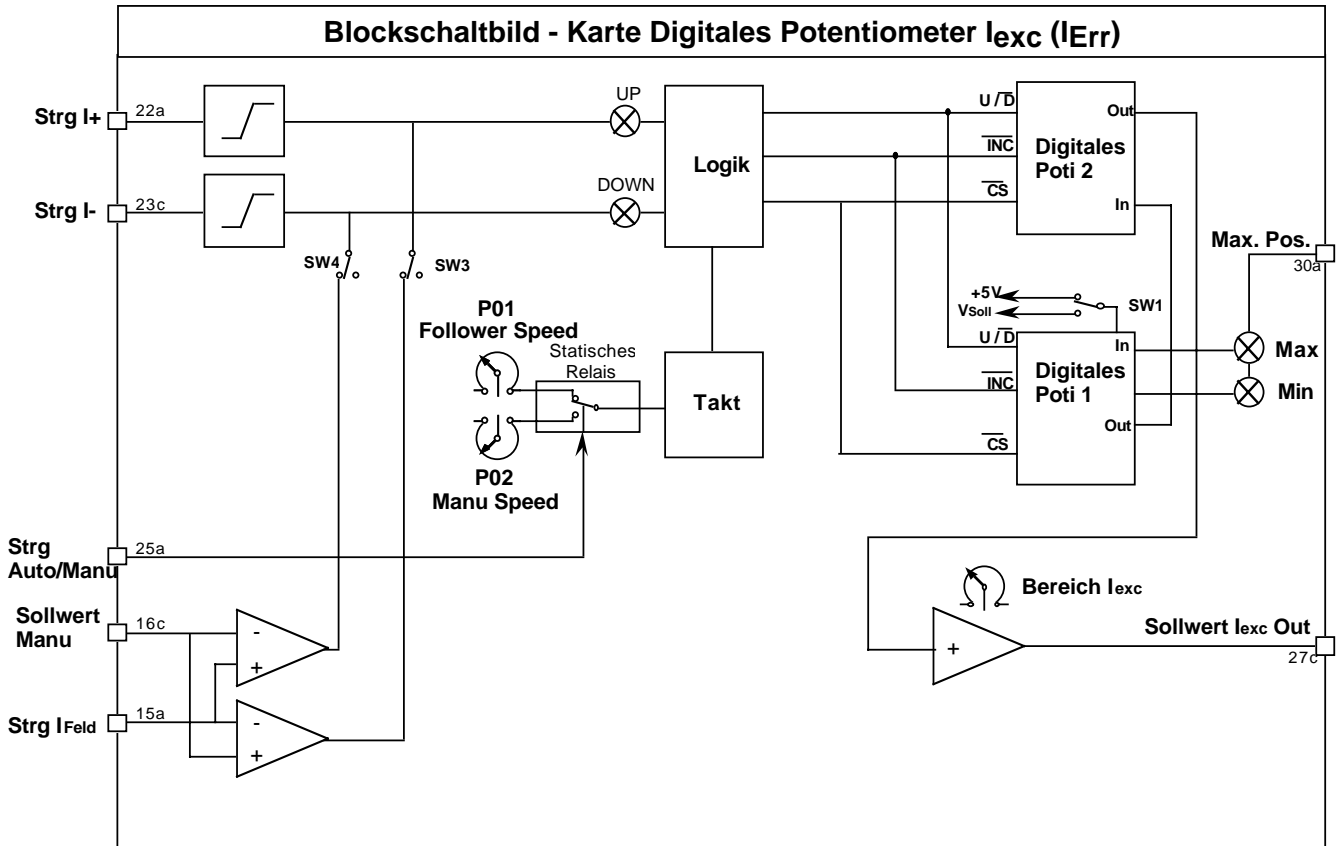 Blockschaltbild - Karte Digitales Potentiometer Iexc (IErr)
Strg I+
22a
UP
Logik
U / D
INC
CS
Out
Digitales
Poti 2
In
Strg I-
23c
DOWN
SW4
SW3
Max. Pos.
30a
P01
Follower Speed
Statisches
Relais
Takt
P02
Manu Speed
+5V
VSoll
SW1
U / D
INC
CS
In
Digitales
Poti 1
Out
Max
Min
Strg
Auto/Manu
25a
Sollwert
Manu
16c
-
+
Strg IFeld
15a
-
+
Bereich Iexc
+
Sollwert Iexc Out
27c